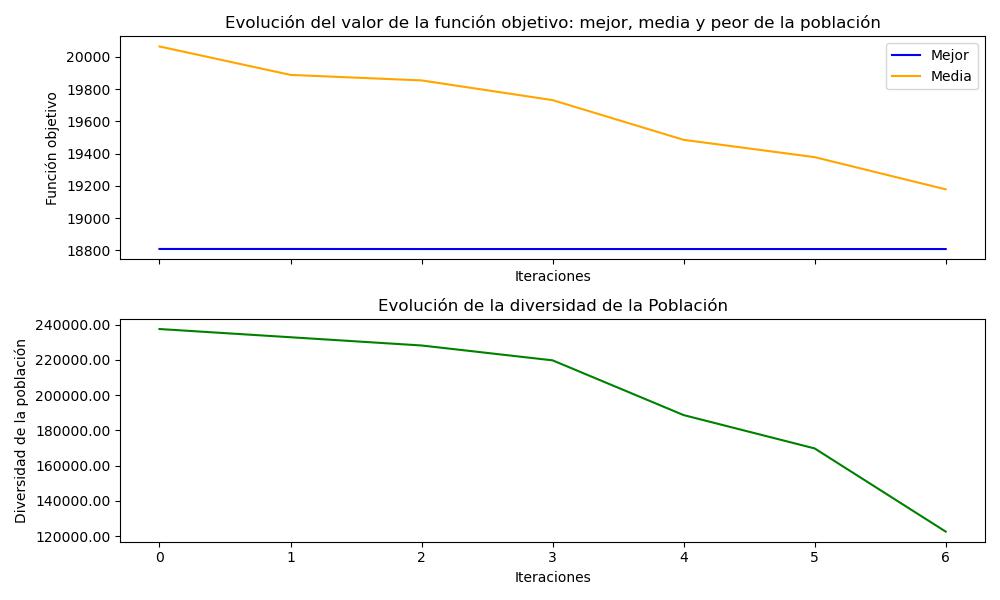 Evolución del valor de la función objetivo: mejor, media y peor de la población
Función objetivo
20000
19800
19600
19400
19200
19000
18800
Mejor
Media
Iteraciones
Evolución de la diversidad de la Población
Diversidad de la población
240000.00
220000.00
200000.00
180000.00
160000.00
140000.00
120000.00
0 1 2 3 4 5 6
Iteraciones